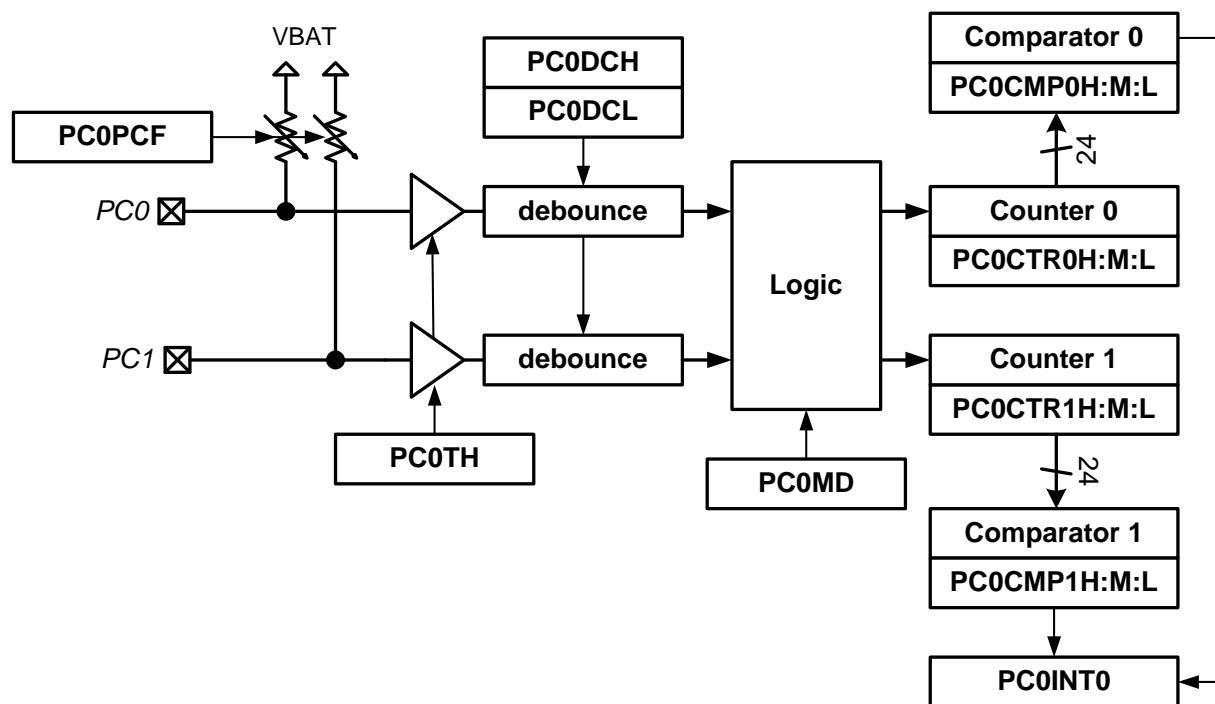 VBAT
PC0DCH
PC0DCL
PC0PCF
PC0
debounce
PC1
debounce
PC0TH
Logic
PC0MD
Comparator 0
PC0CMP0H:M:L
24
Counter 0
PC0CTR0H:M:L
Counter 1
PC0CTR1H:M:L
24
Comparator 1
PC0CMP1H:M:L
PC0INT0